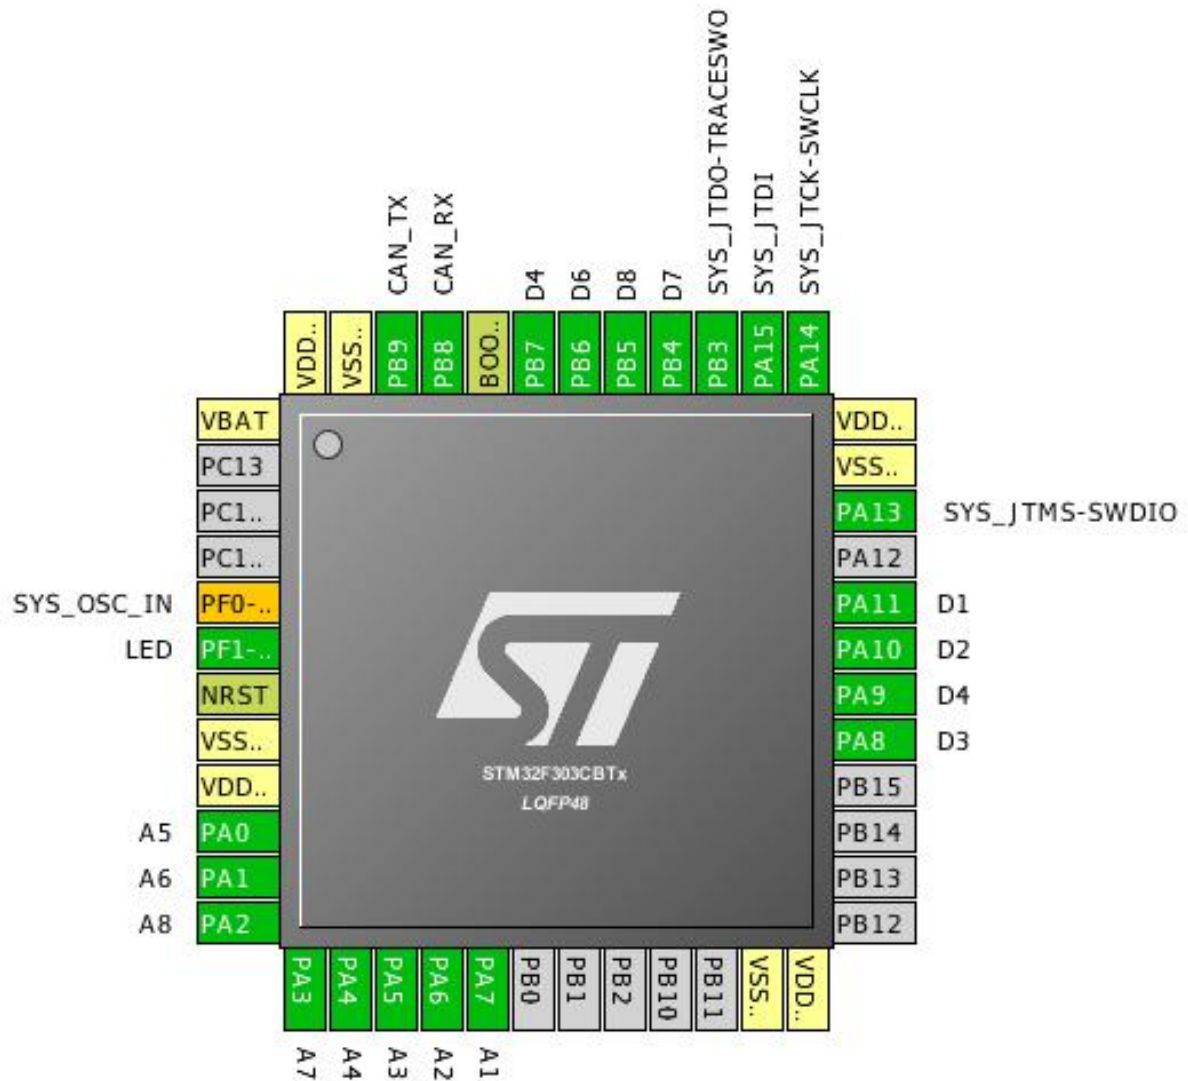 CAN_TX
CAN_RX
D4
D6
D8
D7
SYS_JTDO-TRACESWO
SYS_JTDI
SYS_JTCK-SWCLK
VDD..
VSS..
PB9
PB8
BOO..
PB7
PB6
PB5
PB4
PB3
PA15
PA14
VBAT
PC13
PC1..
PC1..
SYS_OSC_IN PF0-..
LED PF1-..
NRST
VSS..
VDD..
A5 PA0
A6 PA1
A8 PA2
ST
STM32F303CBTx
LQFP48
VDD..
VSS..
PA13 SYS_JTMS-SWDIO
PA12
PA11 D1
PA10 D2
PA9 D4
PA8 D3
PB15
PB14
PB13
PB12
PA3
PA4
PA5
PA6
PA7
PB0
PB1
PB2
PB10
PB11
VSS..
VDD..
A7
A4
A3
A2
A1